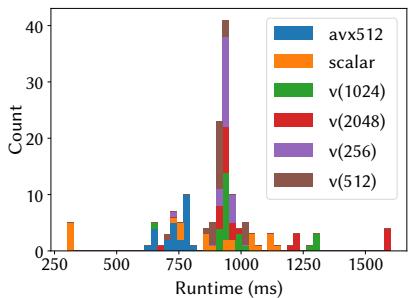 40
30
20
10
0
Count
250
500
750
1000
1250
1500
Runtime (ms)
avx512
scalar
v(1024)
v(2048)
v(256)
v(512)